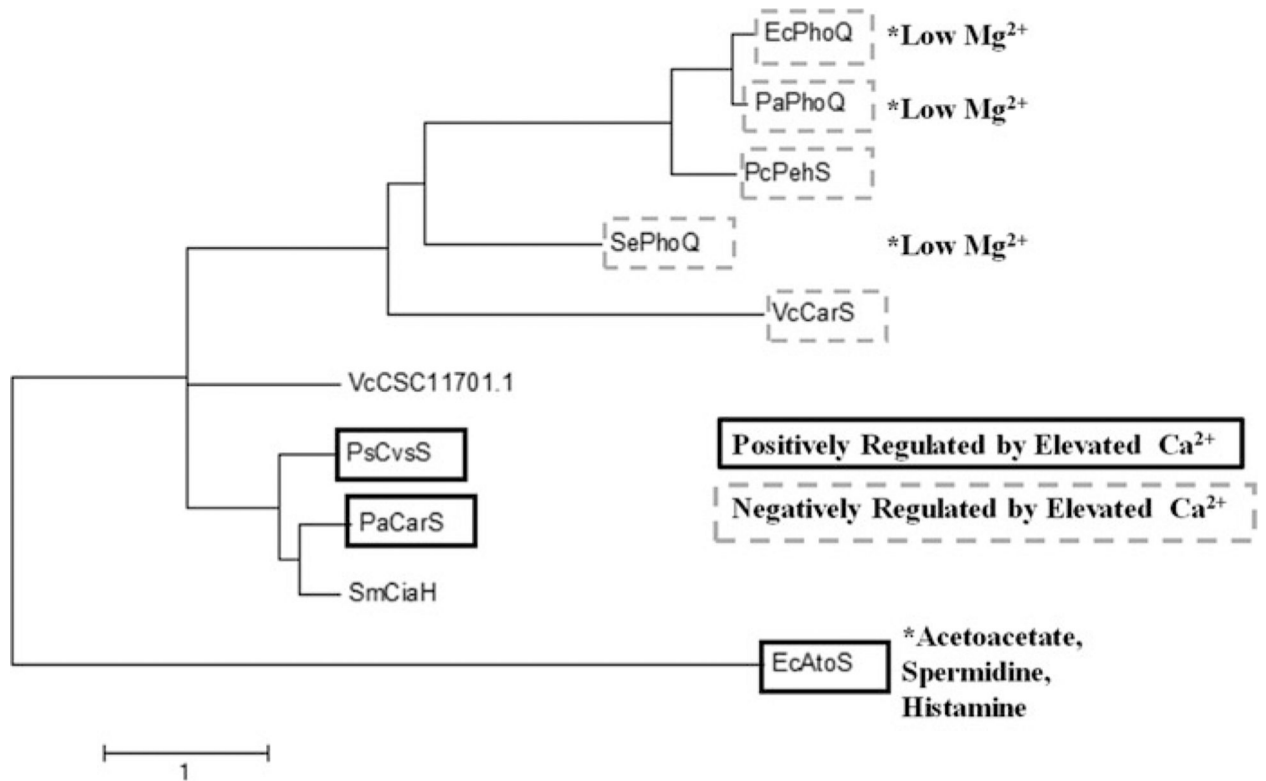 EcPhoQ *Low Mg²⁺
PaPhoQ *Low Mg²⁺
PcPehS
SePhoQ *Low Mg²⁺
VcCarS
VcCSC11701.1
PsCvsS
Positively Regulated by Elevated Ca²⁺
Negatively Regulated by Elevated Ca²⁺
PaCarS
SmCiaH
EcAtoS
*Acetoacetate,
Spermidine,
Histamine
1